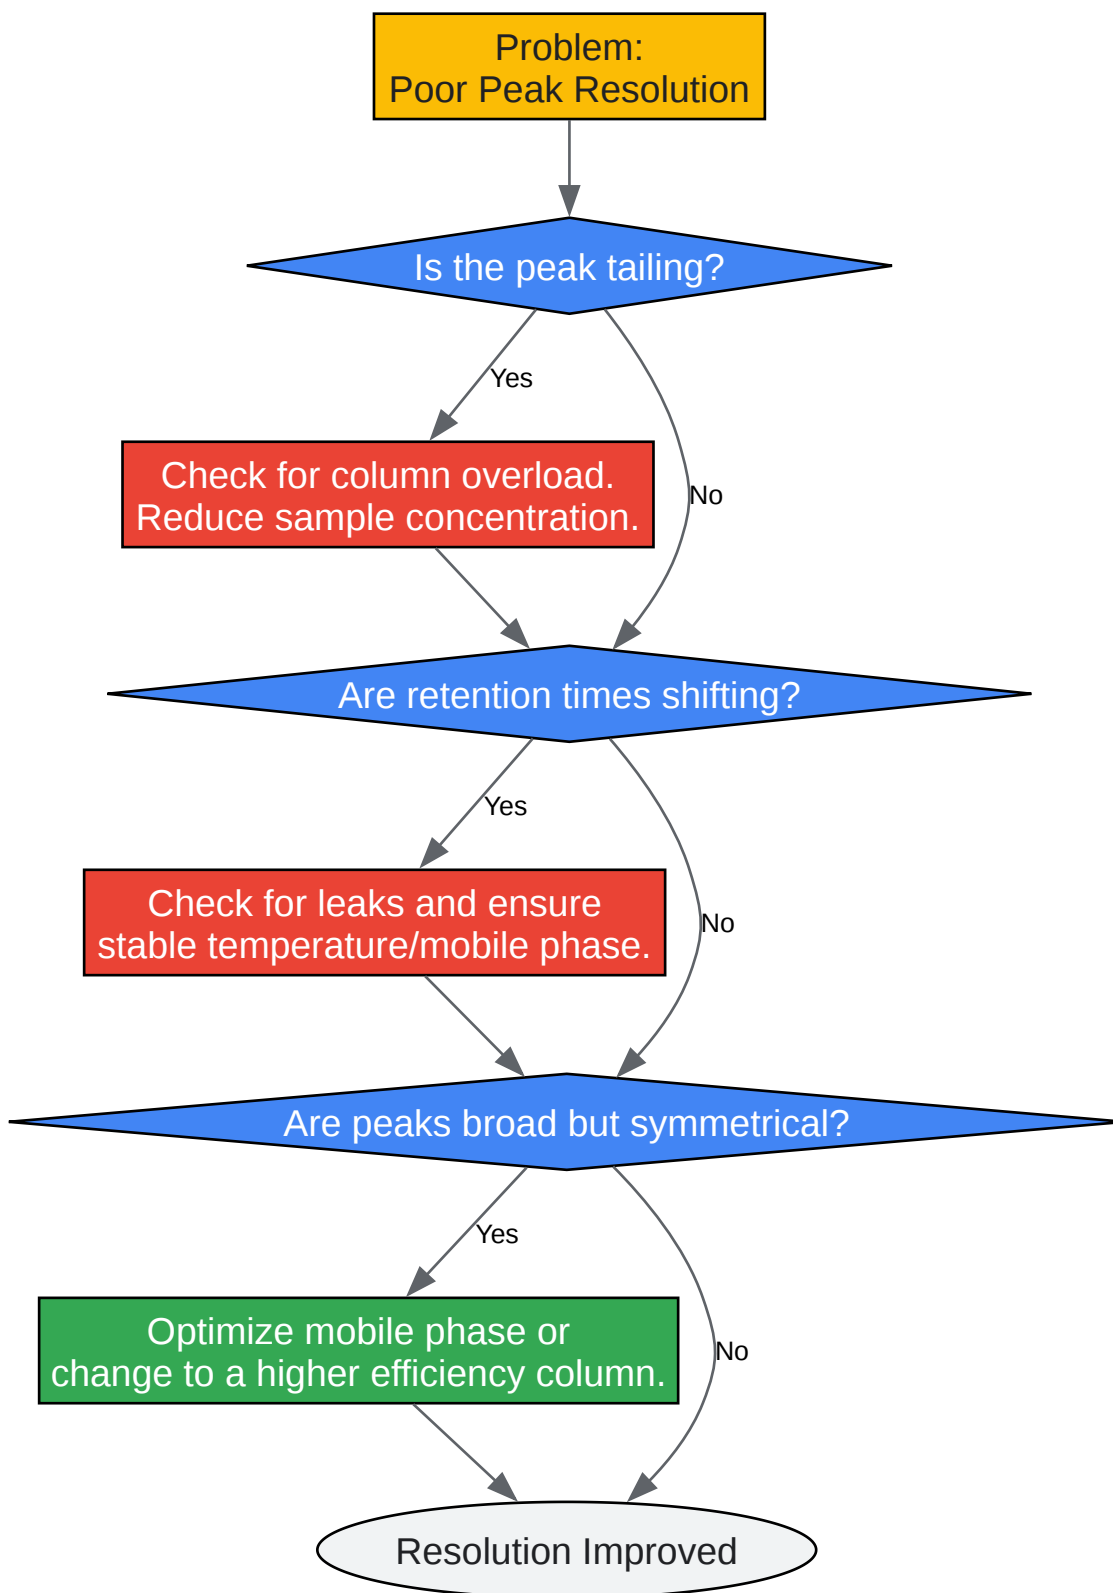 Problem:
Poor Peak Resolution
Is the peak tailing?
Yes
Check for column overload.
Reduce sample concentration.
No
Are retention times shifting?
Yes
Check for leaks and ensure
stable temperature/mobile phase.
No
Are peaks broad but symmetrical?
Yes
Optimize mobile phase or
change to a higher efficiency column.
No
Resolution Improved